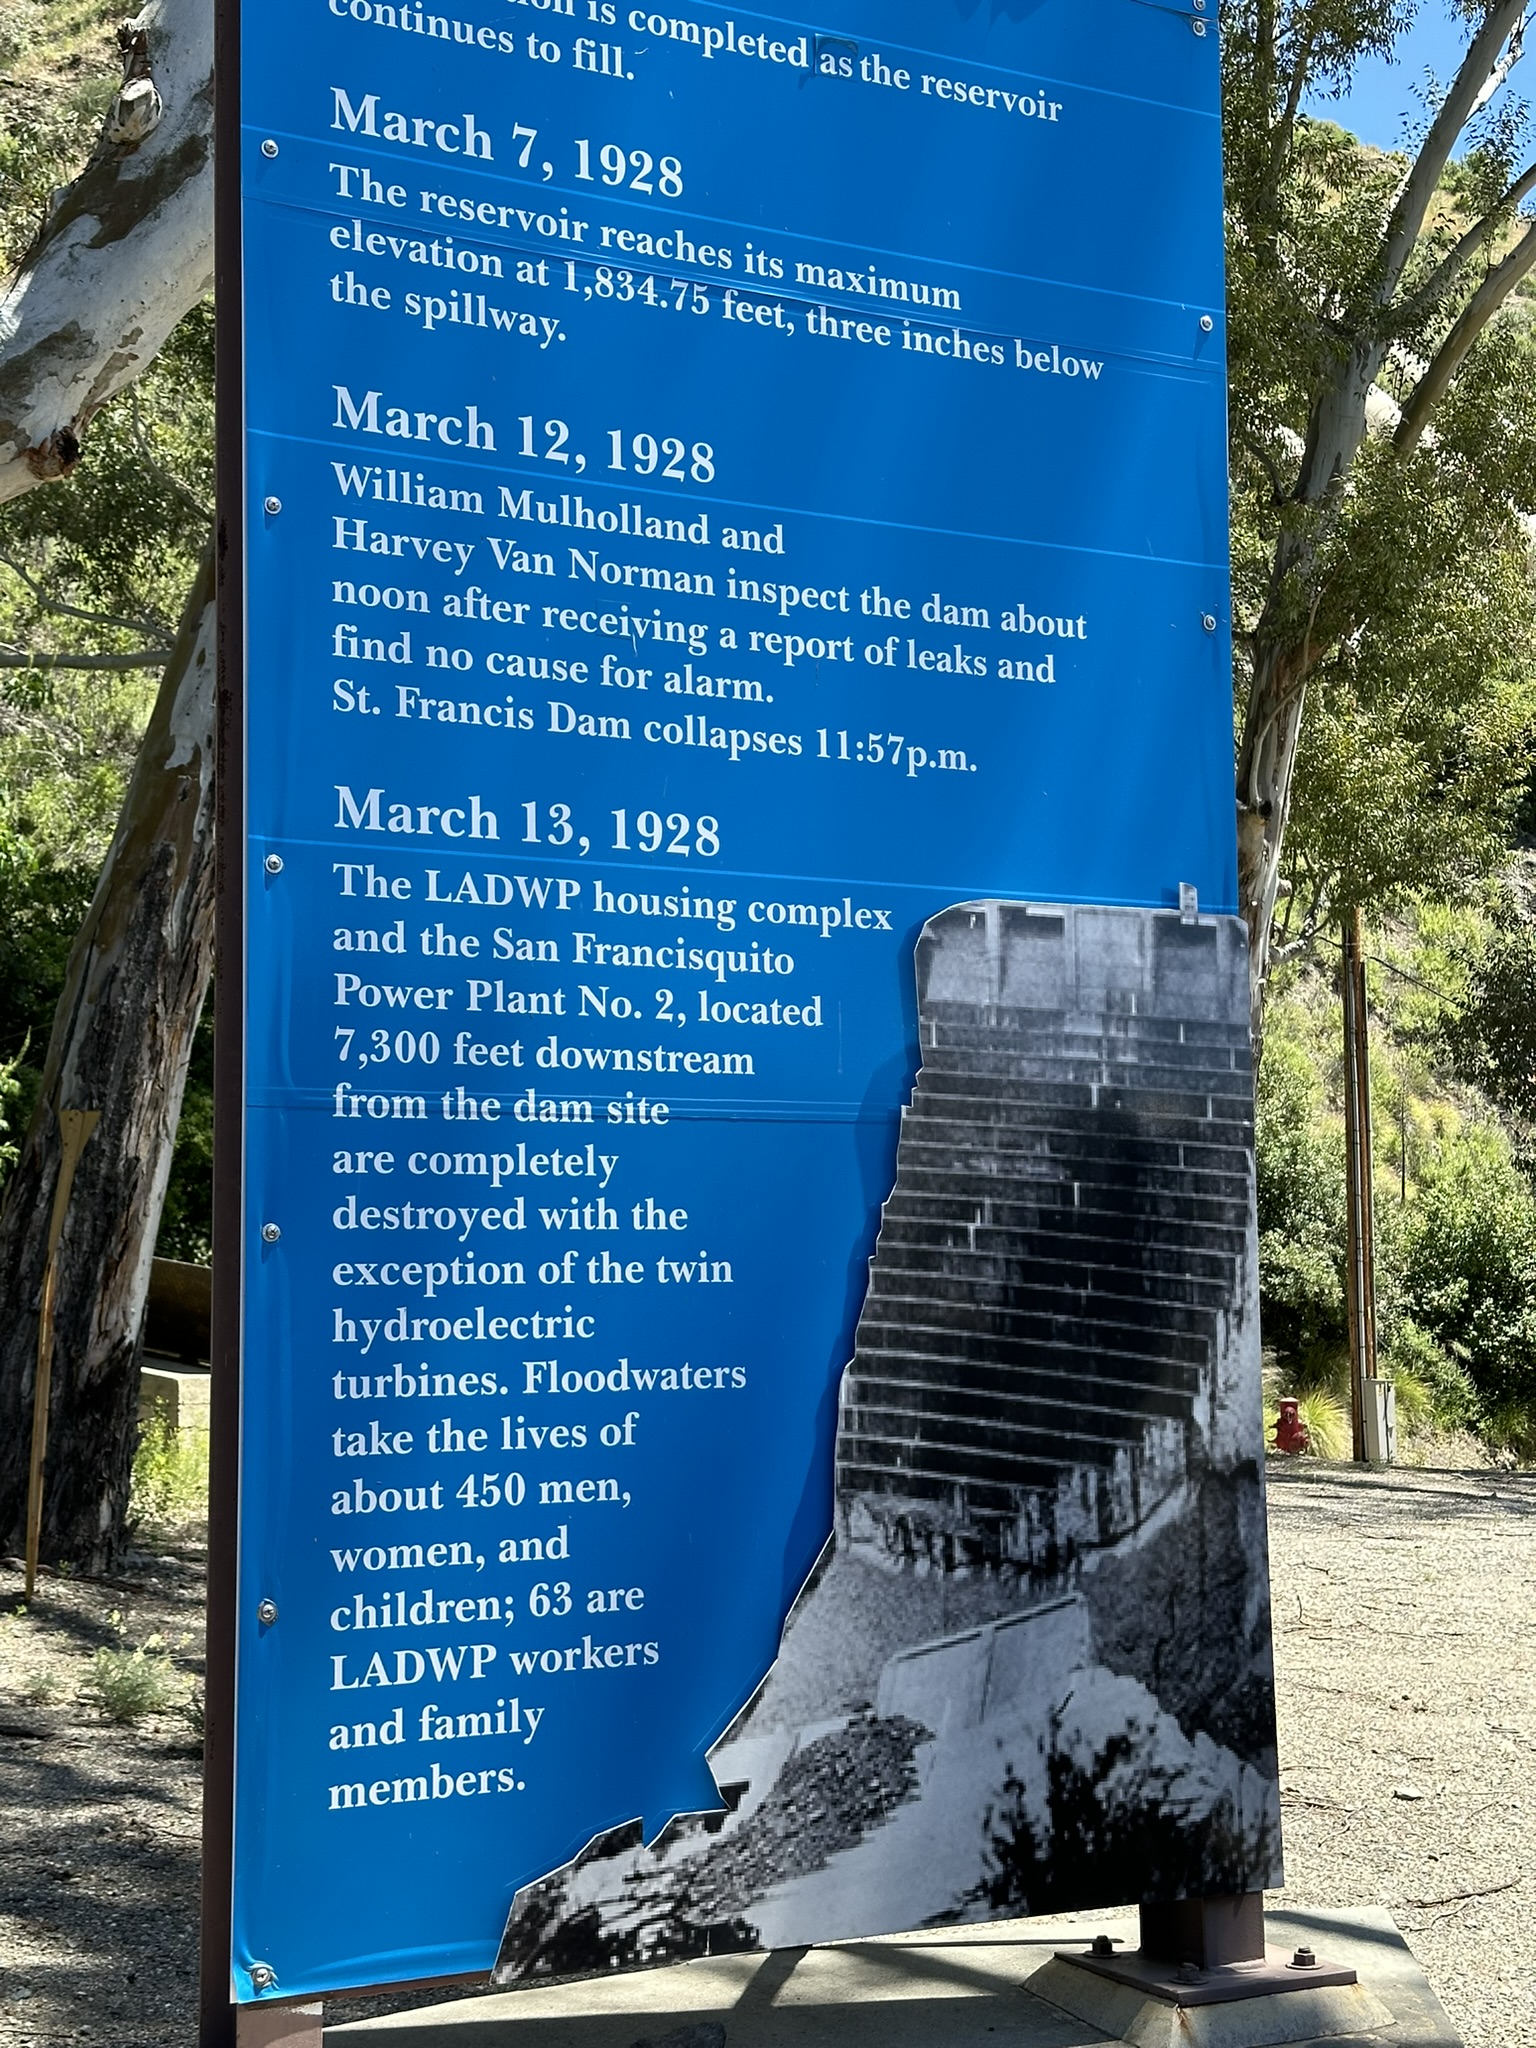 is completed as the reservoir
continues to fill.
March 7, 1928
The reservoir reaches its maximum
elevation at 1,834.75 feet, three inches below
the spillway.
March 12, 1928
William Mulholland and
Harvey Van Norman inspect the dam about
noon after receiving a report of leaks and
find no cause for alarm.
St. Francis Dam collapses 11:57p.m.
March 13, 1928
The LADWP housing complex
and the San Francisquito
Power Plant No. 2, located
7,300 feet downstream
from the dam site
are completely
destroyed with the
exception of the twin
hydroelectric
turbines. Floodwaters
take the lives of
about 450 men,
women, and
children; 63 are
LADWP workers
and family
members.